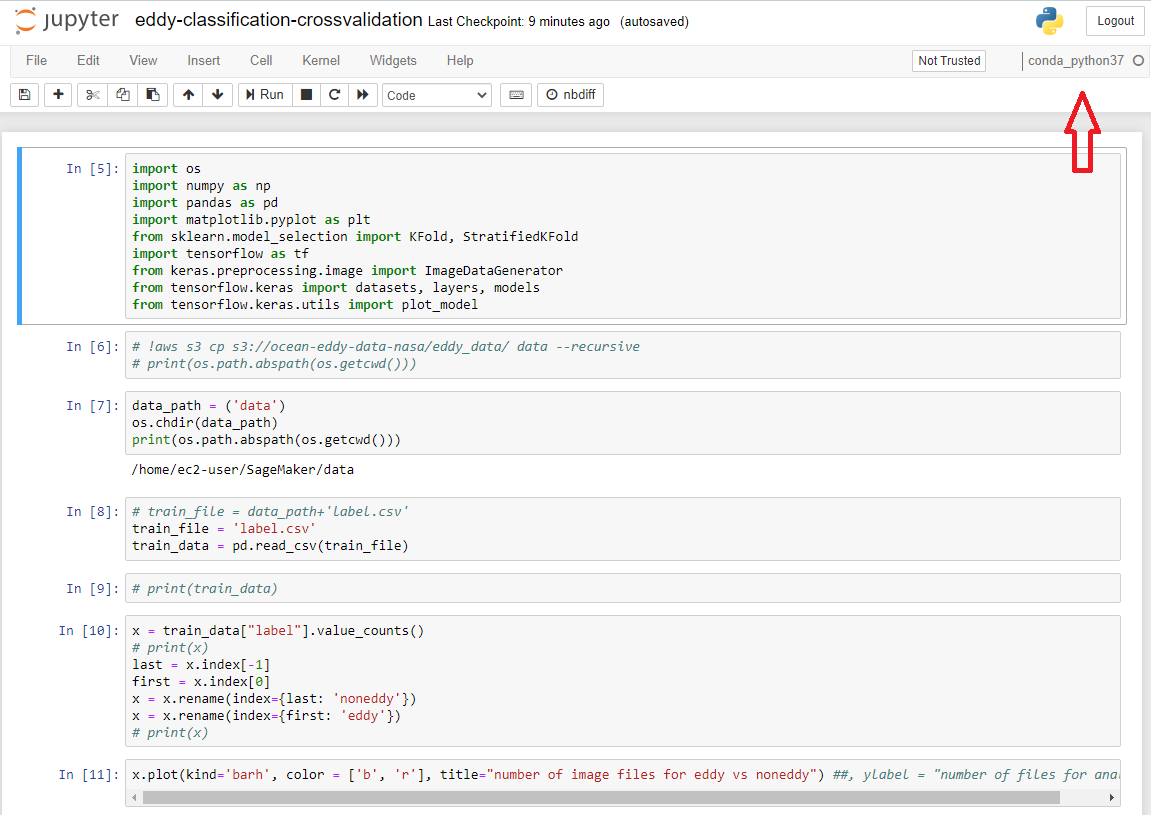 jupyter eddy-classification-crossvalidation Last Checkpoint: 9 minutes ago (autosaved) Logout
File Edit View Insert Cell Kernel Widgets Help Not Trusted conda_python37
Run Code nbdiff
In [5]: import os
import numpy as np
import pandas as pd
import matplotlib.pyplot as plt
from sklearn.model_selection import KFold, StratifiedKFold
import tensorflow as tf
from keras.preprocessing.image import ImageDataGenerator
from tensorflow.keras import datasets, layers, models
from tensorflow.keras.utils import plot_model
In [6]: # !aws s3 cp s3://ocean-eddy-data-nasa/eddy_data/ data --recursive
# print(os.path.abspath(os.getcwd()))
In [7]: data_path = ('data')
os.chdir(data_path)
print(os.path.abspath(os.getcwd()))
/home/ec2-user/SageMaker/data
In [8]: # train_file = data_path+'label.csv'
train_file = 'label.csv'
train_data = pd.read_csv(train_file)
In [9]: # print(train_data)
In [10]: x = train_data["label"].value_counts()
# print(x)
last = x.index[-1]
first = x.index[0]
x = x.rename(index={last: 'noneddy'})
x = x.rename(index={first: 'eddy'})
# print(x)
In [11]: x.plot(kind='barh', color = ['b', 'r'], title="number of image files for eddy vs noneddy") ##, ylabel = "number of files for